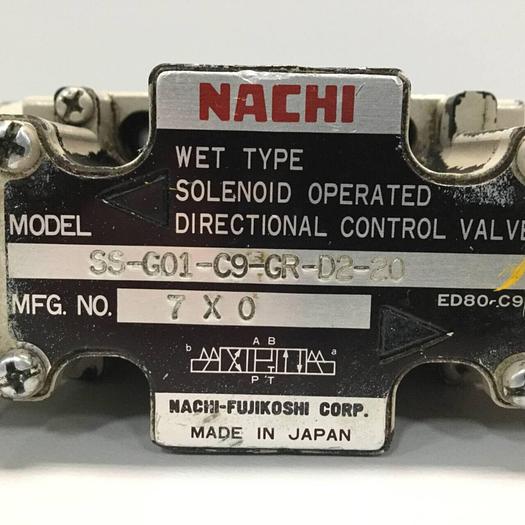 NACHI
WET TYPE
SOLENOID OPERATED
DIRECTIONAL CONTROL VALVE
MODEL
SS-G01-C9-GR-D2-20
MFG. NO. 7 X 0
ED80-C9
A B
b a
P T
NACHI-FUJIKOSHI CORP.
MADE IN JAPAN